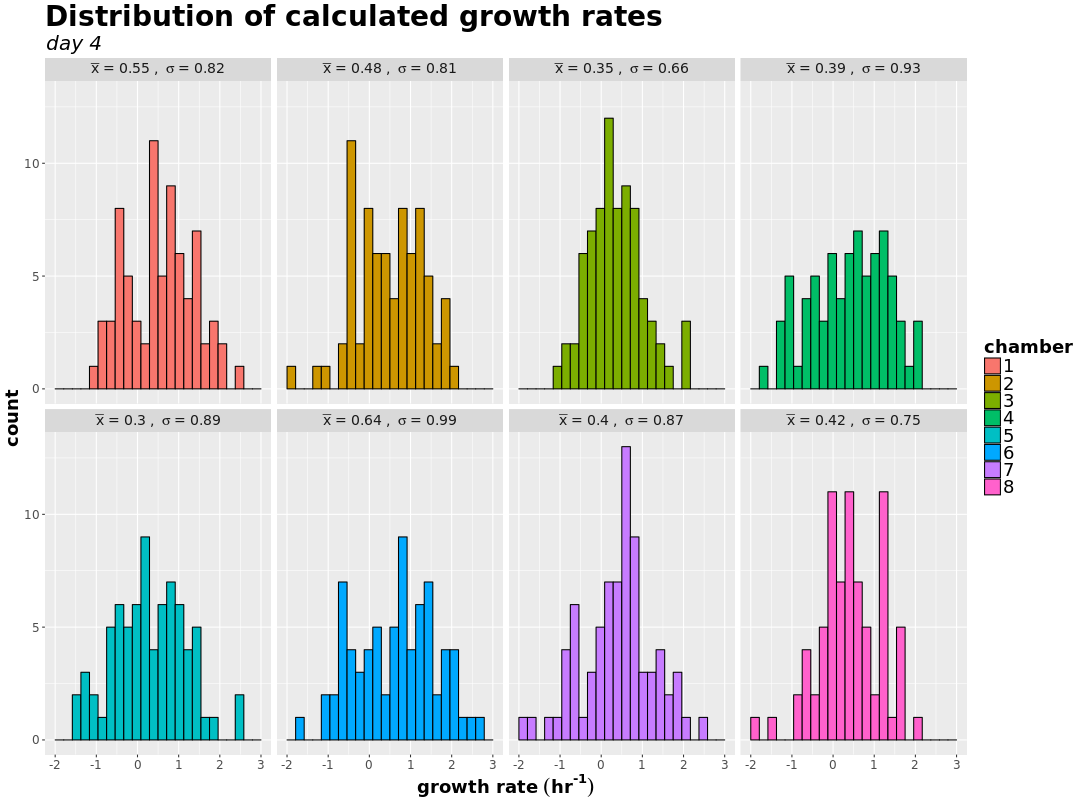 Distribution of calculated growth rates
day 4
x̅ = 0.55 , σ = 0.82
x̅ = 0.48 , σ = 0.81
x̅ = 0.35 , σ = 0.66
x̅ = 0.39 , σ = 0.93
10
5
0
x̅ = 0.3 , σ = 0.89
x̅ = 0.64 , σ = 0.99
x̅ = 0.4 , σ = 0.87
x̅ = 0.42 , σ = 0.75
10
5
0
-2 -1 0 1 2 3
-2 -1 0 1 2 3
-2 -1 0 1 2 3
-2 -1 0 1 2 3
growth rate (hr⁻¹)
count
chamber
1
2
3
4
5
6
7
8